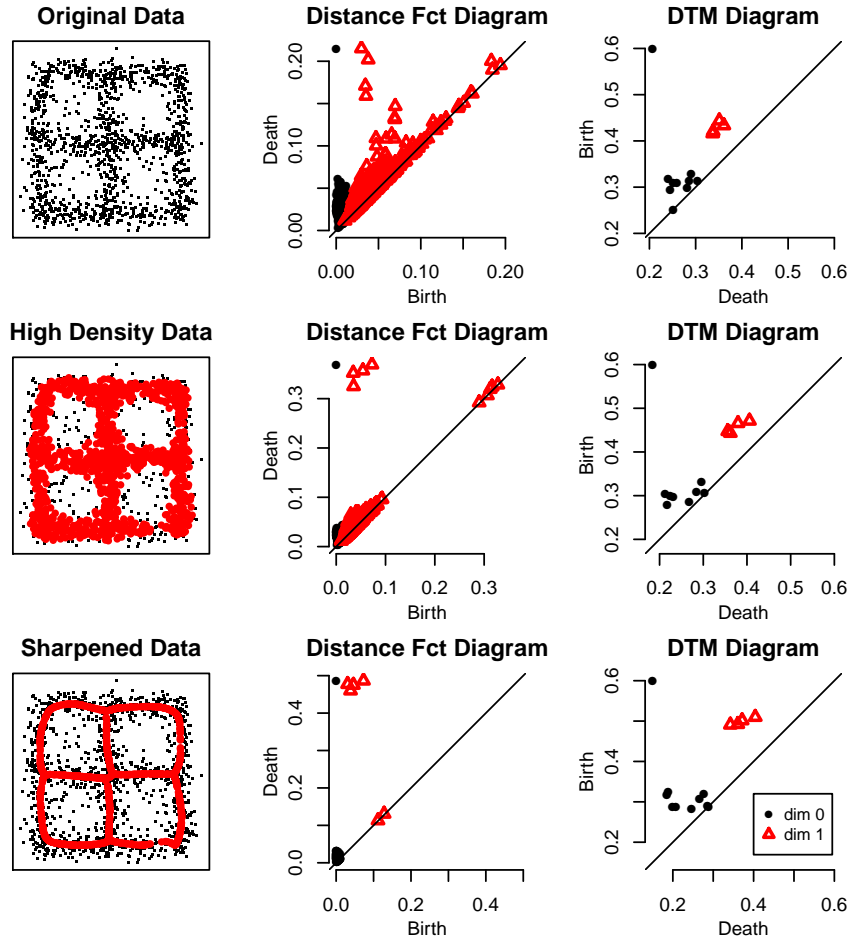 Original Data
Distance Fct Diagram
DTM Diagram
Death
0.00 0.10 0.20
0.00 0.10 0.20
Birth
Birth
0.2 0.3 0.4 0.5 0.6
0.2 0.3 0.4 0.5 0.6
Death
High Density Data
Distance Fct Diagram
DTM Diagram
Death
0.0 0.1 0.2 0.3
0.0 0.1 0.3
Birth
Birth
0.2 0.3 0.4 0.5 0.6
0.2 0.3 0.4 0.5 0.6
Death
Sharpened Data
Distance Fct Diagram
DTM Diagram
Death
0.0 0.2 0.4
0.0 0.2 0.4
Birth
Birth
0.2 0.4 0.6
0.2 0.4 0.6
Death
dim 0
dim 1